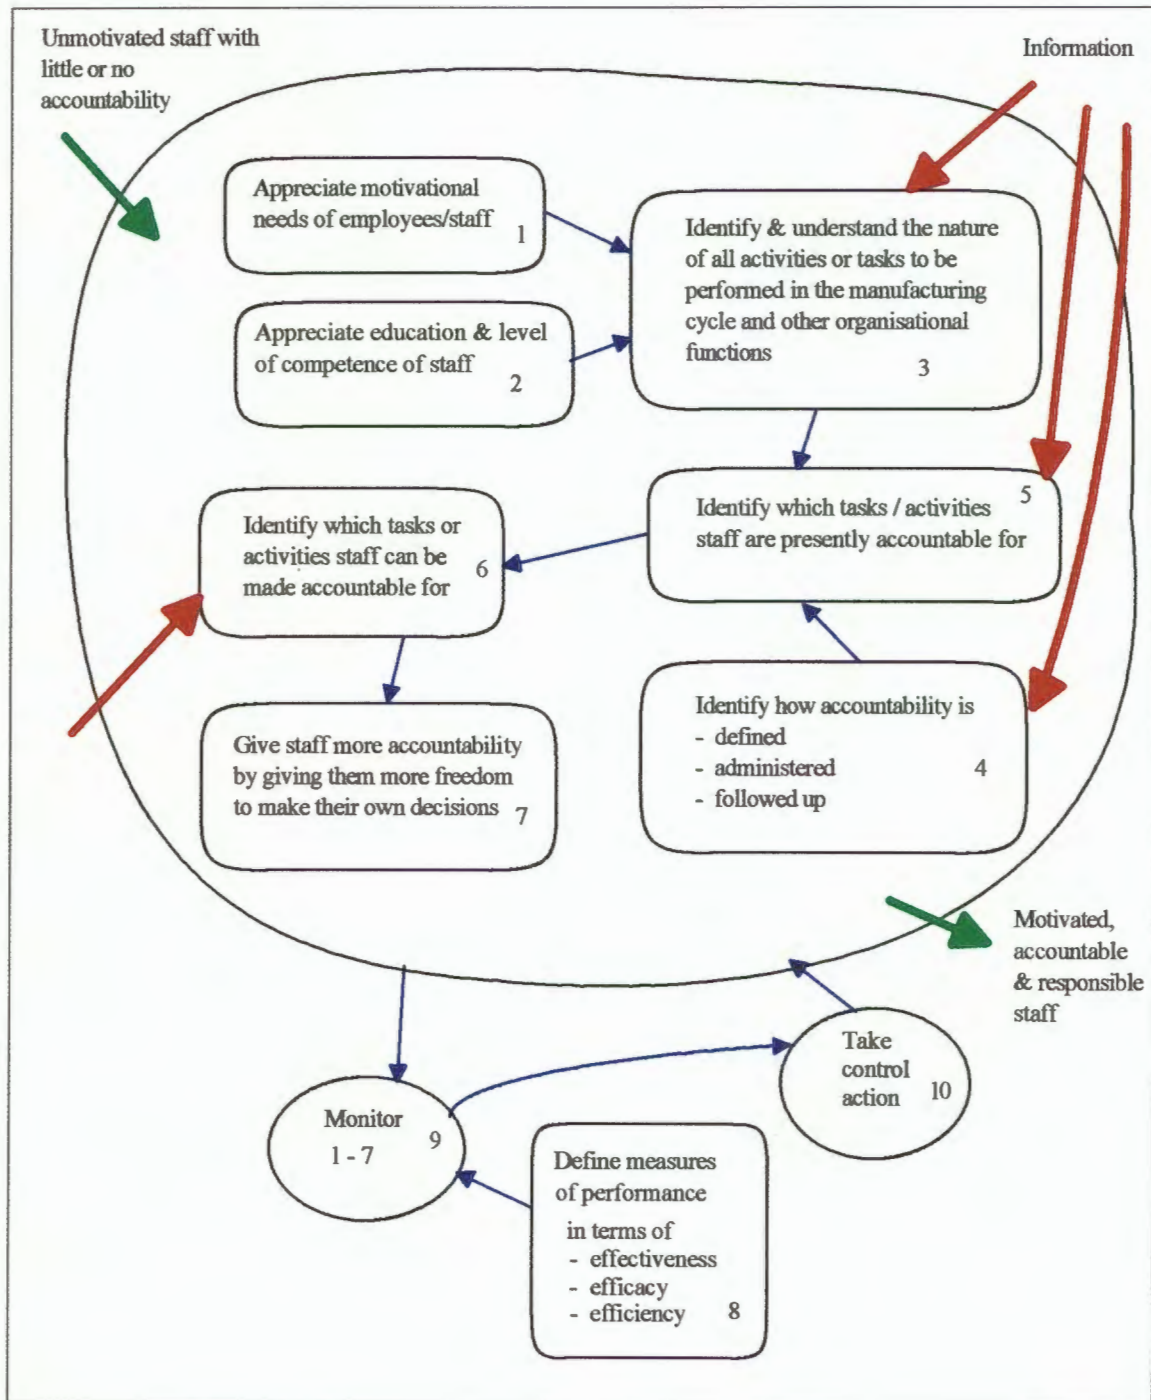 Unmotivated staff with
little or no
accountability
Information
Appreciate motivational
needs of employees/staff
1
Appreciate education & level
of competence of staff
2
Identify & understand the nature
of all activities or tasks to be
performed in the manufacturing
cycle and other organisational
functions
3
Identify which tasks / activities
staff are presently accountable for
5
Identify which tasks or
activities staff can be
made accountable for
6
Identify how accountability is
- defined
- administered
- followed up
4
Give staff more accountability
by giving them more freedom
to make their own decisions
7
Motivated,
accountable
& responsible
staff
Take
control
action
10
Monitor
1 - 7
9
Define measures
of performance
in terms of
- effectiveness
- efficacy
- efficiency
8